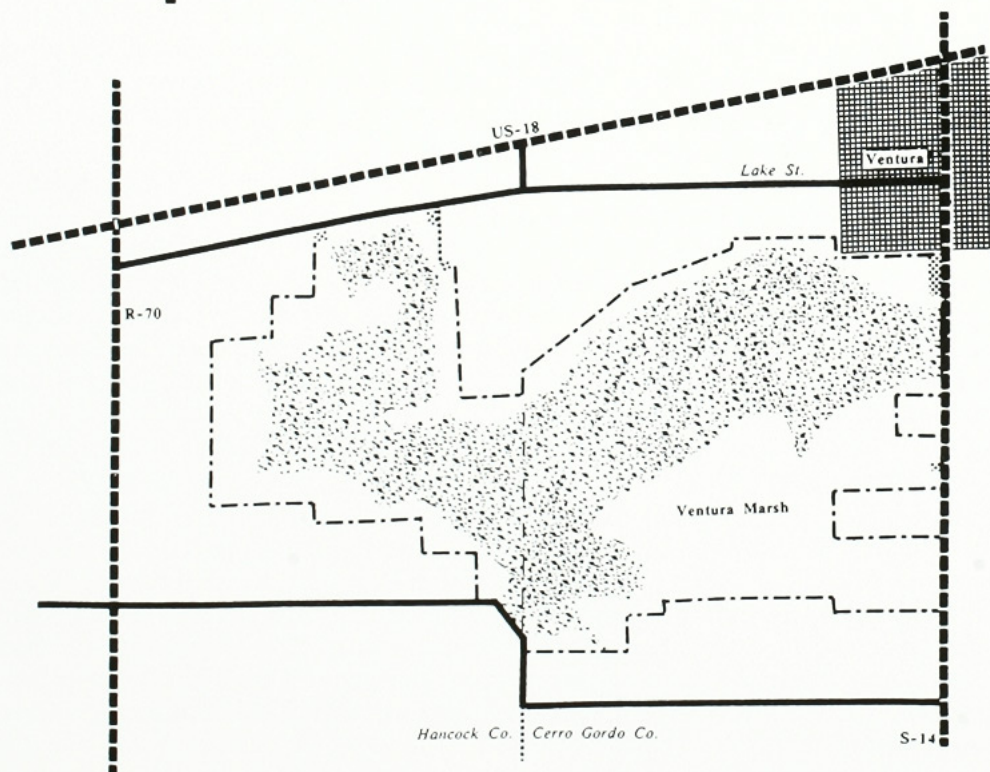 US-18
Ventura
Lake St.
R-70
Ventura Marsh
Hancock Co. Cerro Gordo Co.
S-14